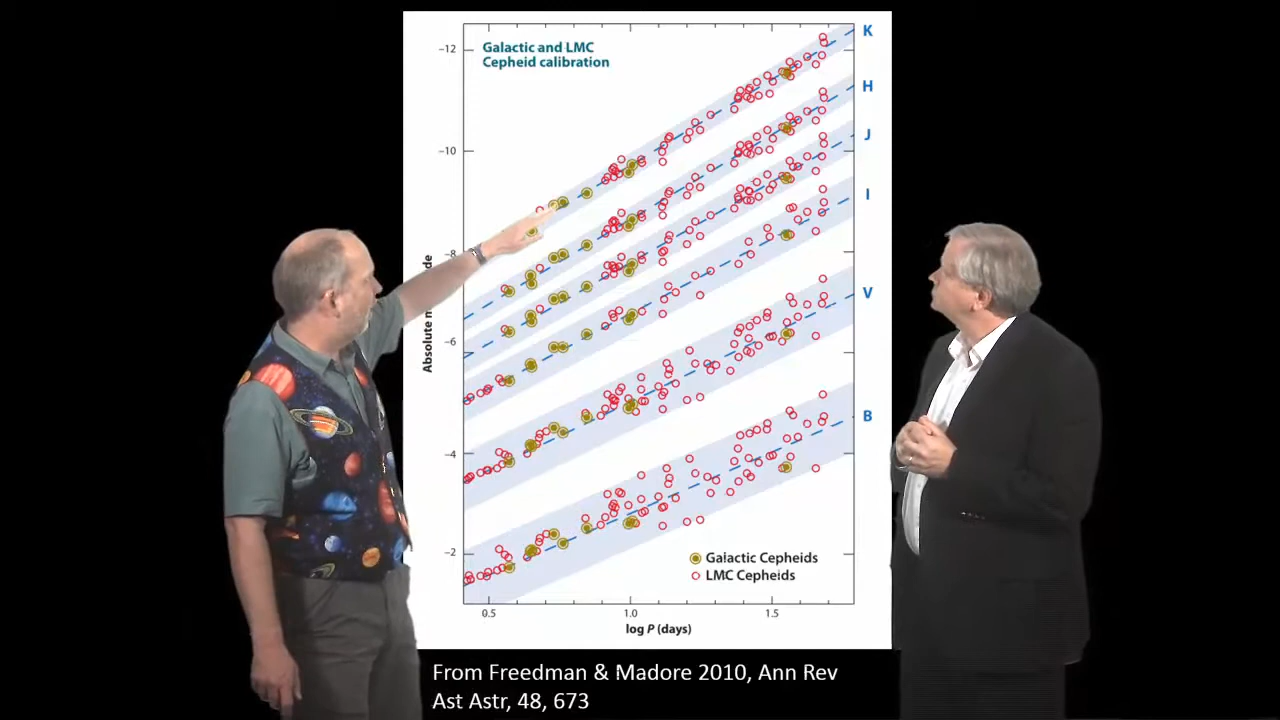 Galactic and LMC
Cepheid calibration
K
H
J
I
V
B
–12
–10
–8
–6
–4
–2
Absolute
0.5
1.0
1.5
log P (days)
Galactic Cepheids
LMC Cepheids
From Freedman & Madore 2010, Ann Rev
Ast Astr, 48, 673